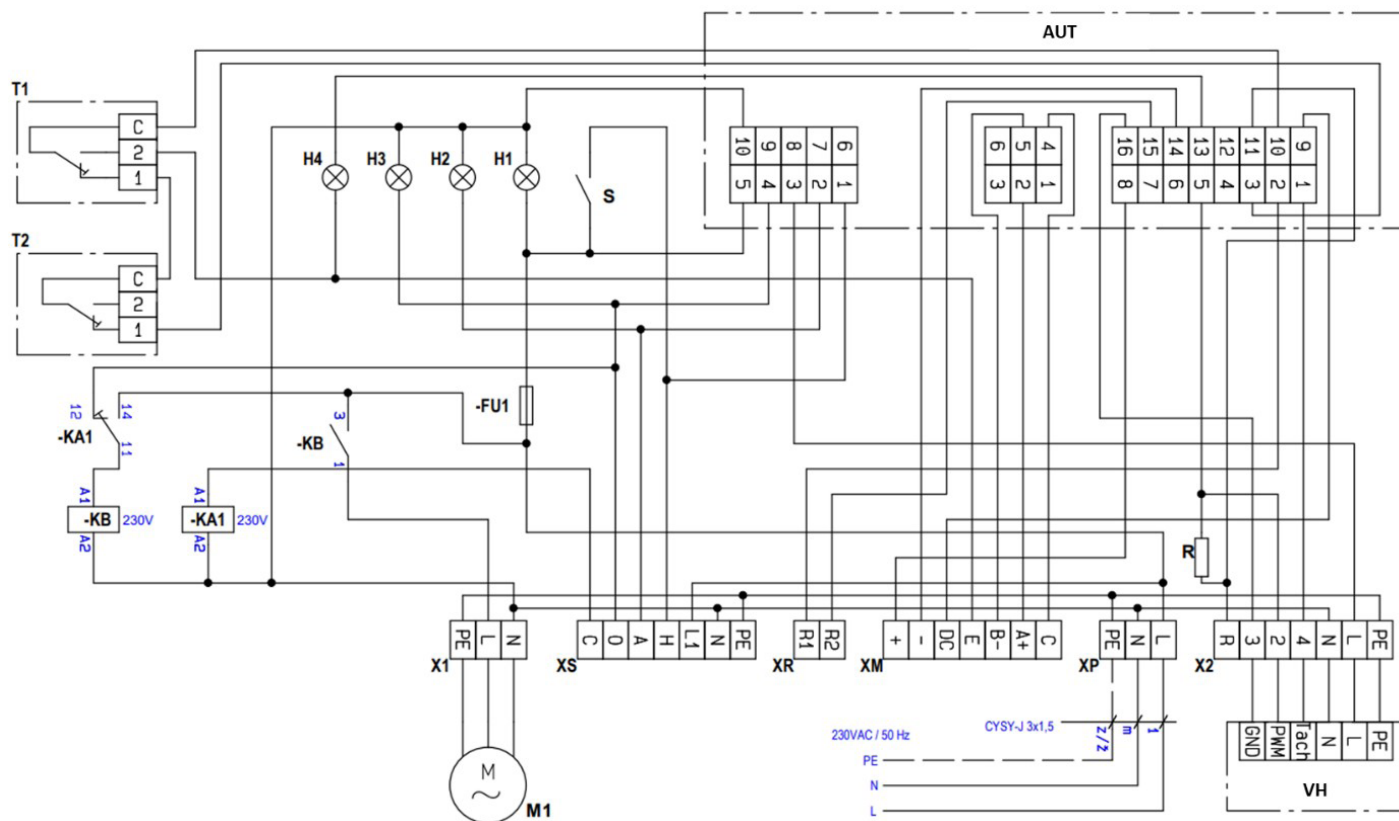 AUT
T1
C
2
1
T2
C
2
1
H4
H3
H2
H1
S
10 9 8 7 6
5 4 3 2 1
6 5 4
3 2 1
16 15 14 13 12 11 10 9
8 7 6 5 4 3 2 1
12
14
-KA1
11
3
-KB
1
-FU1
A1
-KB
230V
A2
A1
-KA1
230V
A2
R
PE L N
X1
C O A H L1 N PE
XS
R1 R2
XR
+ - DC E B- A+ C
XM
PE N L
XP
R 3 2 4 N L PE
X2
CYSY-J 3x1,5
z/ž
m
1
230VAC / 50 Hz
PE
N
L
M
~
M1
GND PWM Tach N L PE
VH